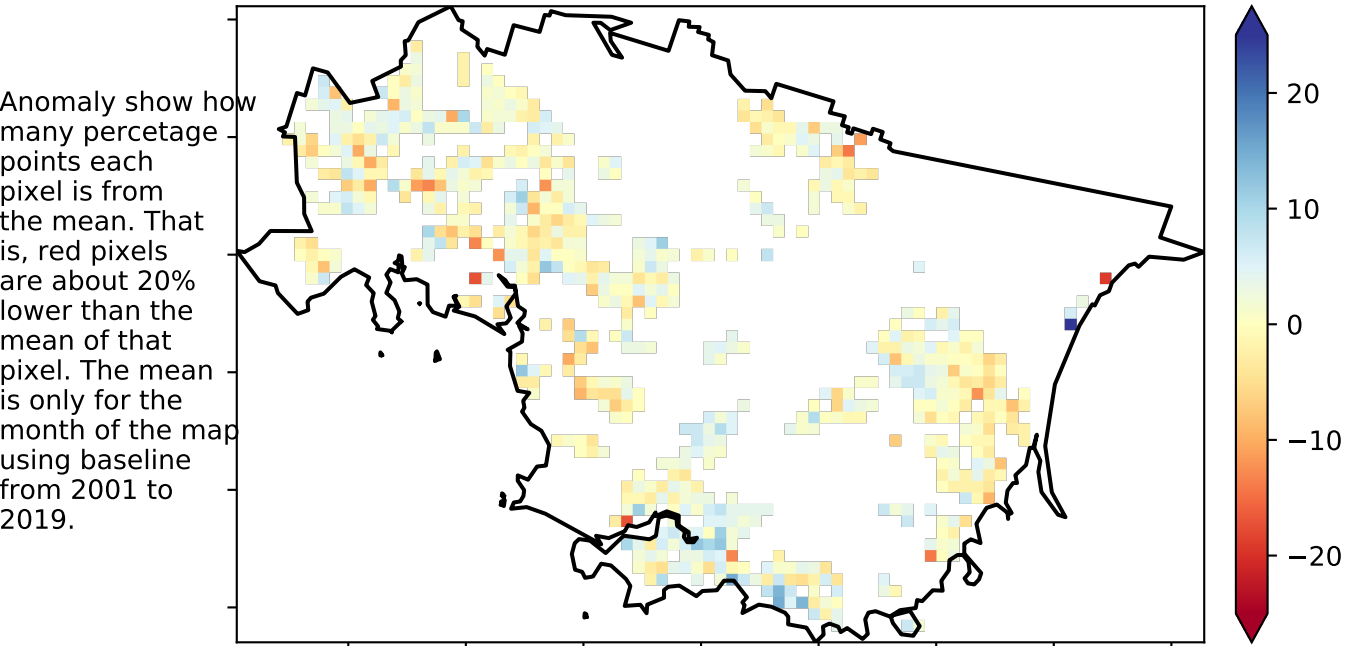 Anomaly show how
many percetage
points each
pixel is from
the mean. That
is, red pixels
are about 20%
lower than the
mean of that
pixel. The mean
is only for the
month of the map
using baseline
from 2001 to
2019.
20
10
0
−10
−20